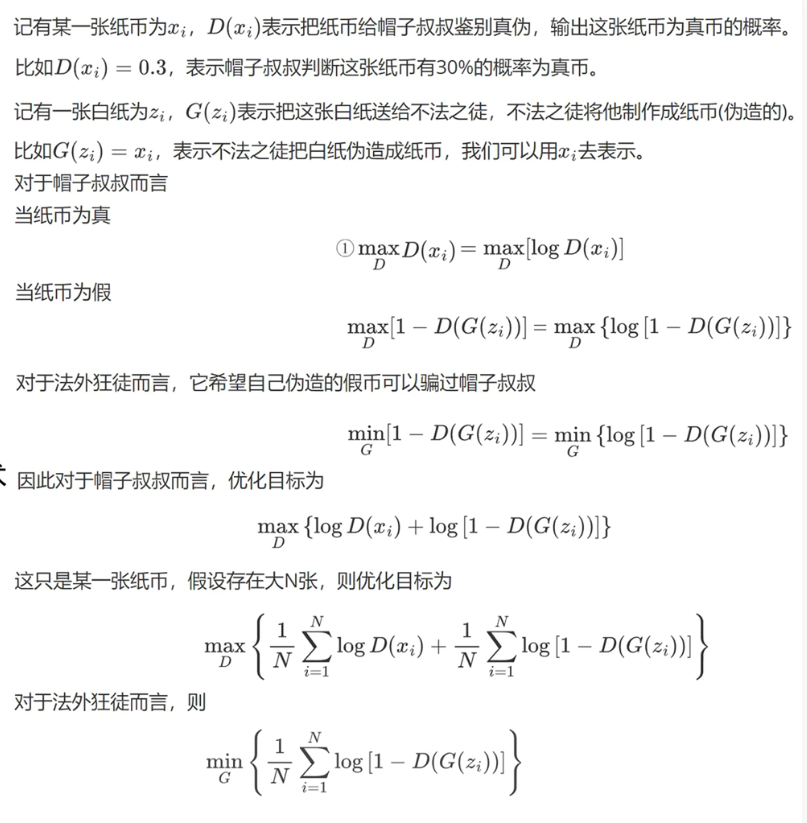 记有某一张纸币为$x_i$，$D(x_i)$表示把纸币给帽子叔叔鉴别真伪，输出这张纸币为真币的概率。
比如$D(x_i) = 0.3$，表示帽子叔叔判断这张纸币有30%的概率为真币。
记有一张白纸为$z_i$，$G(z_i)$表示把这张白纸送给不法之徒，不法之徒将他制作成纸币(伪造的)。
比如$G(z_i) = x_i$，表示不法之徒把白纸伪造成纸币，我们可以用$x_i$去表示。
对于帽子叔叔而言
当纸币为真
①$\max_D D(x_i) = \max_D [\log D(x_i)]$
当纸币为假
$\max_D [1 - D(G(z_i))] = \max_D \{\log [1 - D(G(z_i))]\}$
对于法外狂徒而言，它希望自己伪造的假币可以骗过帽子叔叔
$\min_G [1 - D(G(z_i))] = \min_G \{\log [1 - D(G(z_i))]\}$
因此对于帽子叔叔而言，优化目标为
$\max_D \{\log D(x_i) + \log [1 - D(G(z_i))]\}$
这只是某一张纸币，假设存在大N张，则优化目标为
$\max_D \left\{ \frac{1}{N} \sum_{i=1}^{N} \log D(x_i) + \frac{1}{N} \sum_{i=1}^{N} \log [1 - D(G(z_i))] \right\}$
对于法外狂徒而言，则
$\min_G \left\{ \frac{1}{N} \sum_{i=1}^{N} \log [1 - D(G(z_i))] \right\}$